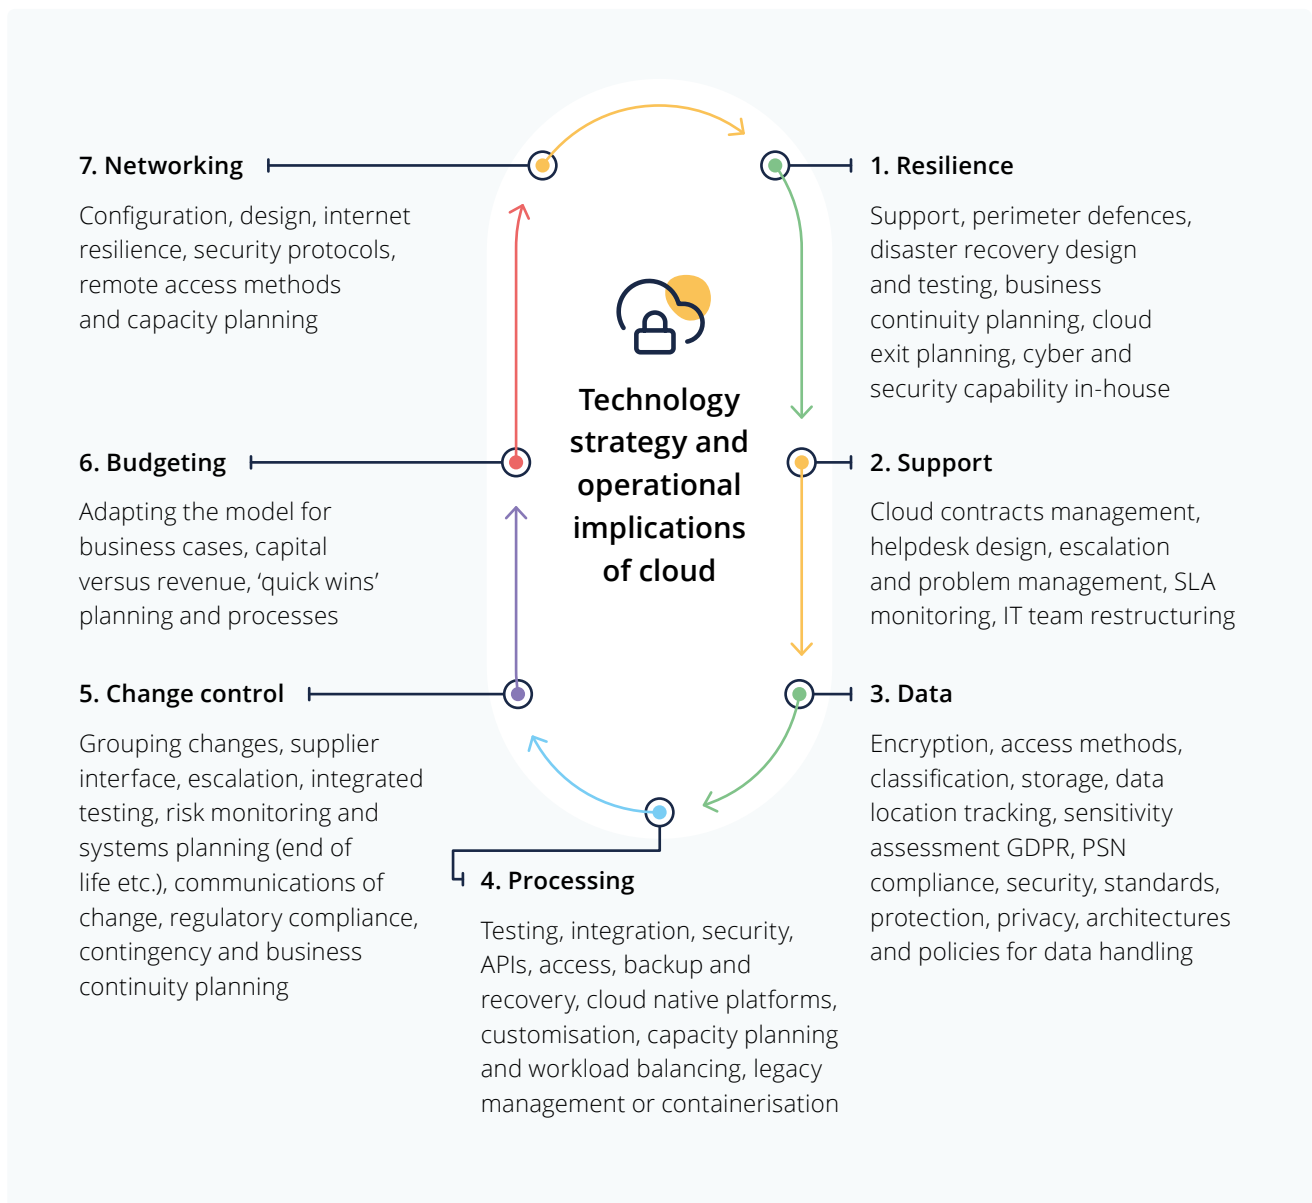 Technology
strategy and
operational
implications
of cloud
1. Resilience
Support, perimeter defences,
disaster recovery design
and testing, business
continuity planning, cloud
exit planning, cyber and
security capability in-house
2. Support
Cloud contracts management,
helpdesk design, escalation
and problem management, SLA
monitoring, IT team restructuring
3. Data
Encryption, access methods,
classification, storage, data
location tracking, sensitivity
assessment GDPR, PSN
compliance, security, standards,
protection, privacy, architectures
and policies for data handling
4. Processing
Testing, integration, security,
APIs, access, backup and
recovery, cloud native platforms,
customisation, capacity planning
and workload balancing, legacy
management or containerisation
5. Change control
Grouping changes, supplier
interface, escalation, integrated
testing, risk monitoring and
systems planning (end of
life etc.), communications of
change, regulatory compliance,
contingency and business
continuity planning
6. Budgeting
Adapting the model for
business cases, capital
versus revenue, ‘quick wins’
planning and processes
7. Networking
Configuration, design, internet
resilience, security protocols,
remote access methods
and capacity planning